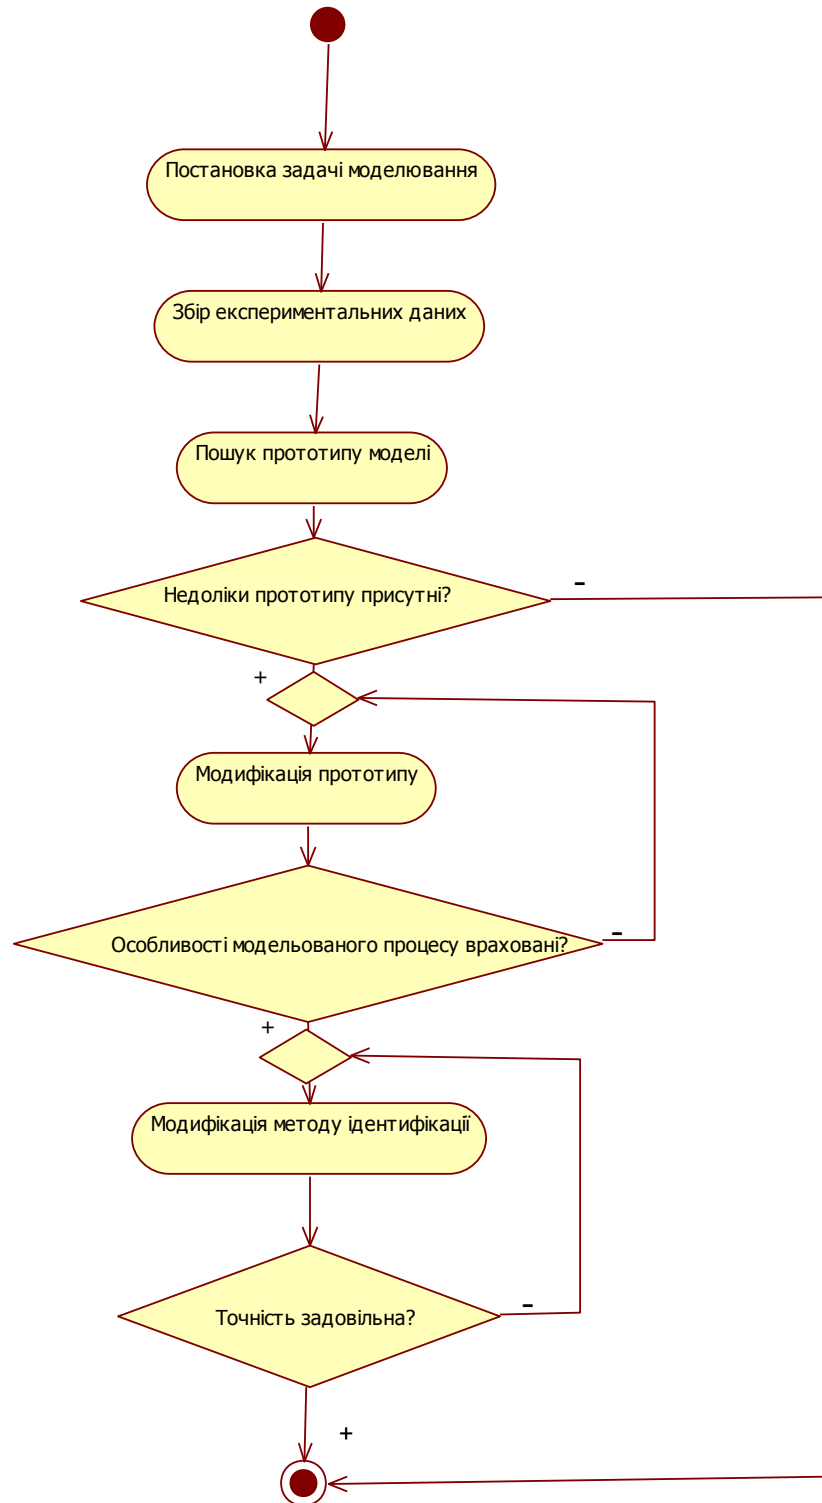 Постановка задачі моделювання
Збір експериментальних даних
Пошук прототипу моделі
Недоліки прототипу присутні?
–
+
Модифікація прототипу
Особливості модельованого процесу враховані?
–
+
Модифікація методу ідентифікації
Точність задовільна?
–
+